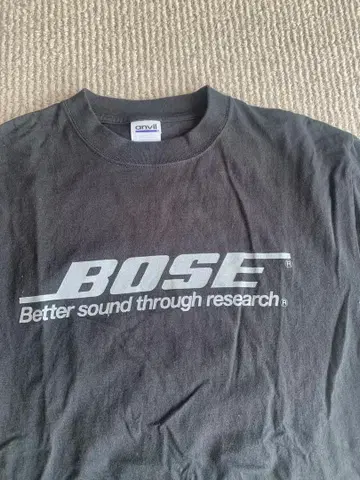 anvil
BOSE®
Better sound through research®